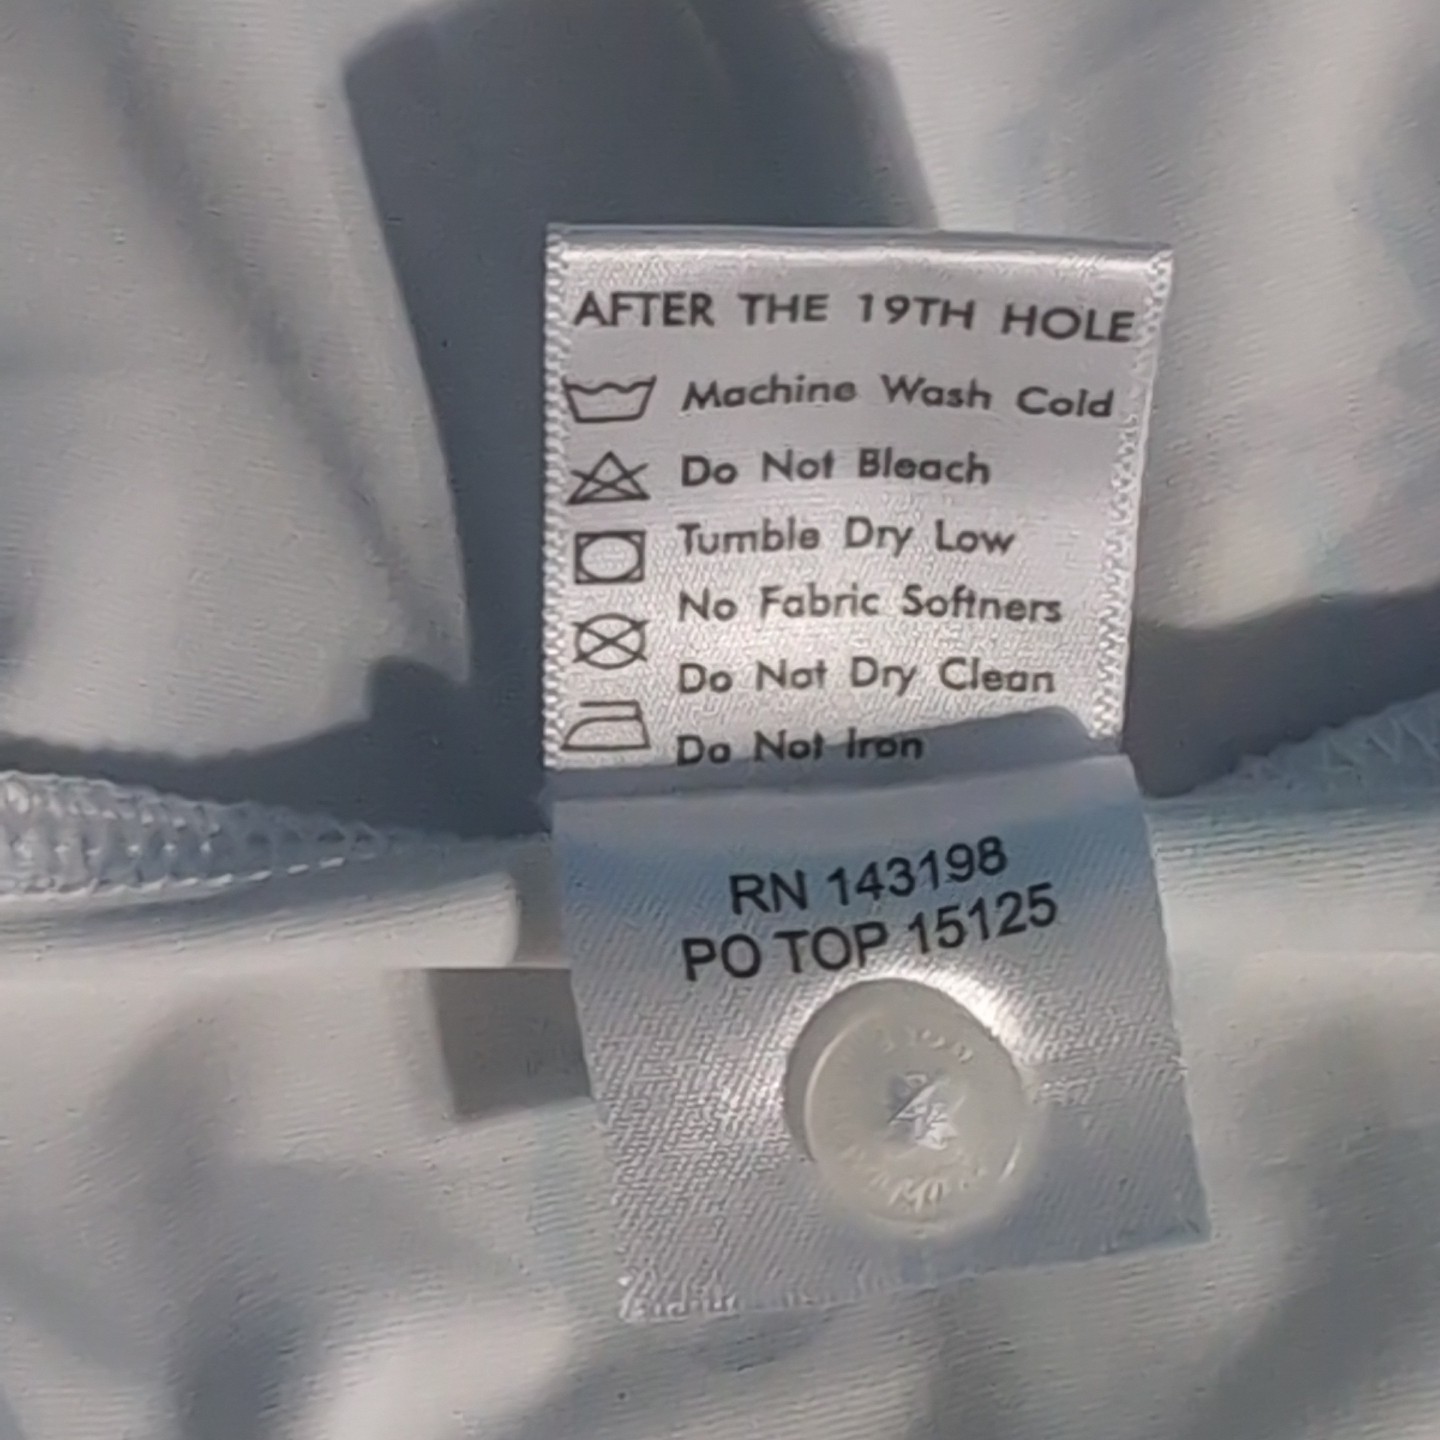 AFTER THE 19TH HOLE
Machine Wash Cold
Do Not Bleach
Tumble Dry Low
No Fabric Softners
Do Not Dry Clean
Do Not Iron
RN 143198
PO TOP 15125